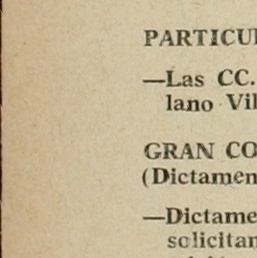 PARTICU
—Las CC.
lano Vil
GRAN CO
(Dictamen
—Dictame
solicitan